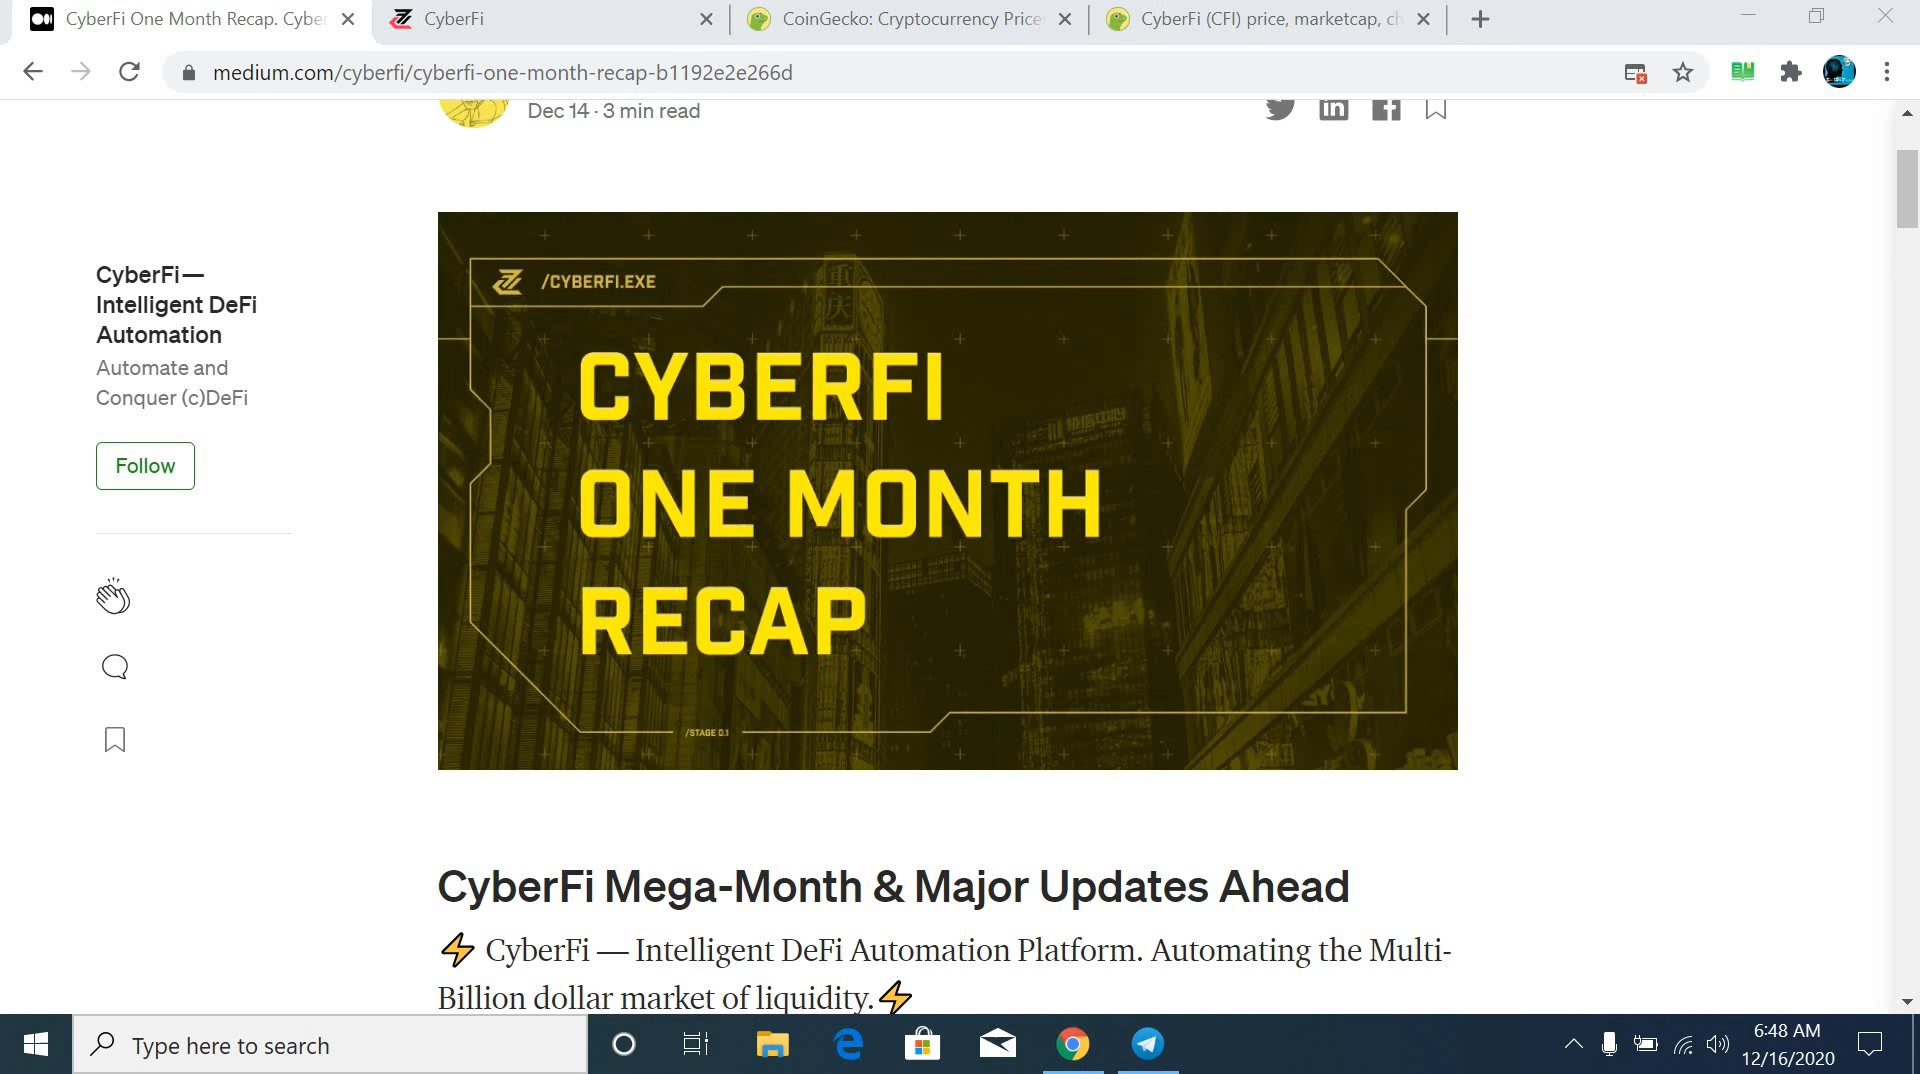 CyberFi One Month Recap. Cybe
CyberFi
CoinGecko: Cryptocurrency Price
CyberFi (CFI) price, marketcap, ch
medium.com/cyberfi/cyberfi-one-month-recap-b1192e2e266d
Dec 14 · 3 min read
CyberFi —
Intelligent DeFi
Automation
Automate and
Conquer (c)DeFi
Follow
/CYBERFI.EXE
重庆
CYBERFI
ONE MONTH
RECAP
/STAGE 0.1
CyberFi Mega-Month & Major Updates Ahead
⚡ CyberFi — Intelligent DeFi Automation Platform. Automating the Multi-
Billion dollar market of liquidity.⚡
Type here to search
6:48 AM
12/16/2020